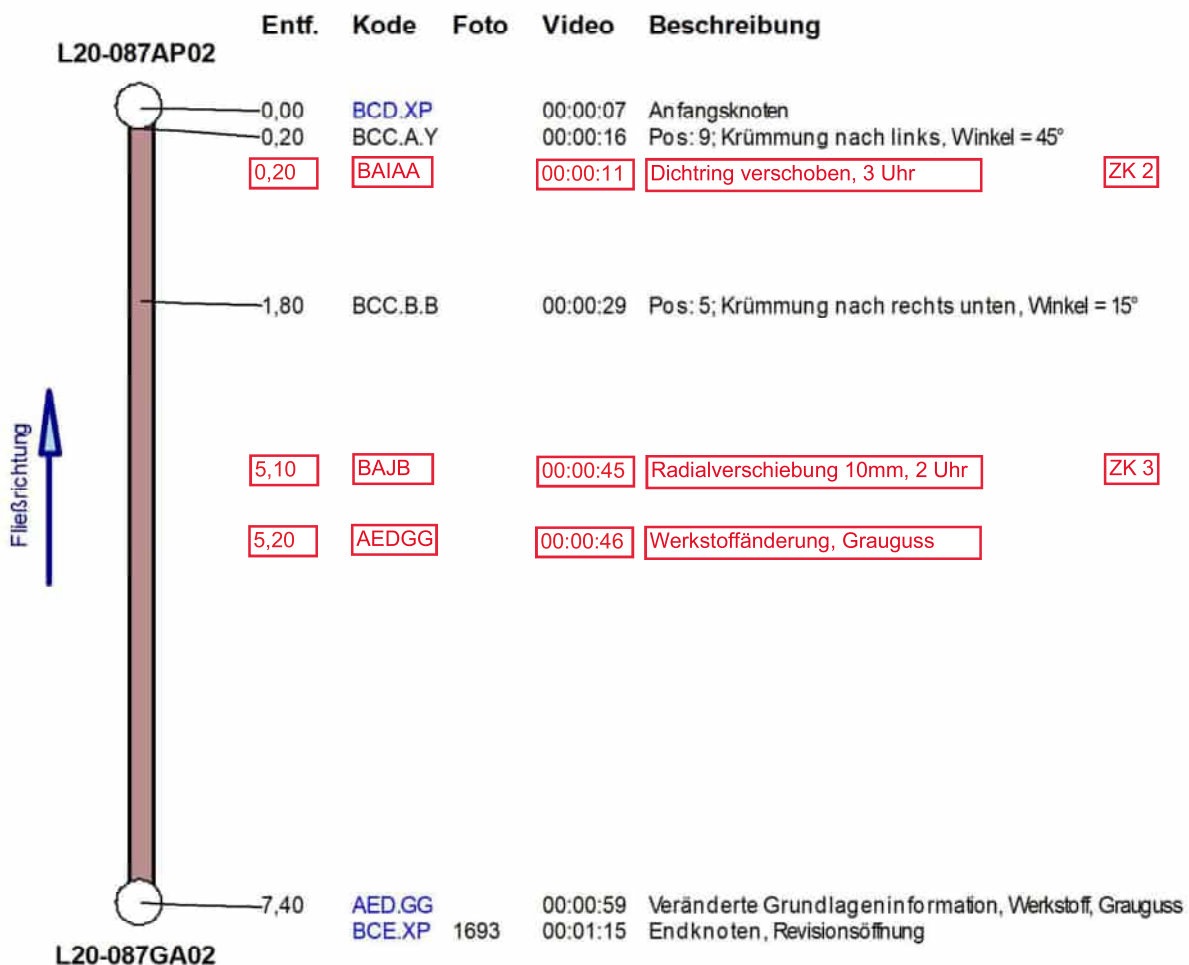 Entf. Kode Foto Video Beschreibung
L20-087AP02
0,00 BCD.XP 00:00:07 Anfangsknoten
0,20 BCC.A.Y 00:00:16 Pos: 9; Krümmung nach links, Winkel = 45°
0,20 BAIAA 00:00:11 Dichtring verschoben, 3 Uhr ZK 2
1,80 BCC.B.B 00:00:29 Pos: 5; Krümmung nach rechts unten, Winkel = 15°
Fließrichtung
5,10 BAJB 00:00:45 Radialverschiebung 10mm, 2 Uhr ZK 3
5,20 AEDGG 00:00:46 Werkstoffänderung, Grauguss
7,40 AED.GG 00:00:59 Veränderte Grundlageninformation, Werkstoff, Grauguss
BCE.XP 1693 00:01:15 Endknoten, Revisionsöffnung
L20-087GA02